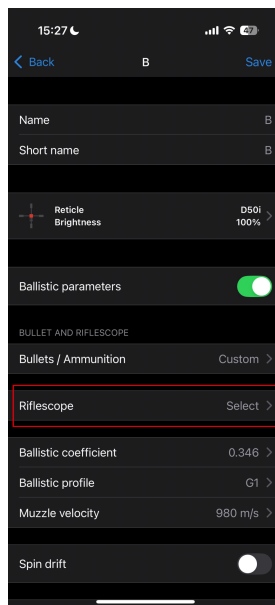 15:27 47
Back B Save
Name B
Short name B
Reticle D50i
Brightness 100%
Ballistic parameters
BULLET AND RIFLESCOPE
Bullets / Ammunition Custom
Riflescope Select
Ballistic coefficient 0.346
Ballistic profile G1
Muzzle velocity 980 m/s
Spin drift